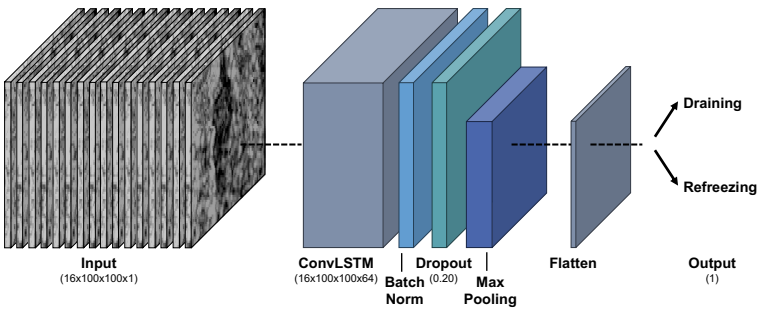 Draining
Refreezing
Input
(16x100x100x1)
ConvLSTM
(16x100x100x64)
Batch
Norm
Dropout
(0.20)
Max
Pooling
Flatten
Output
(1)